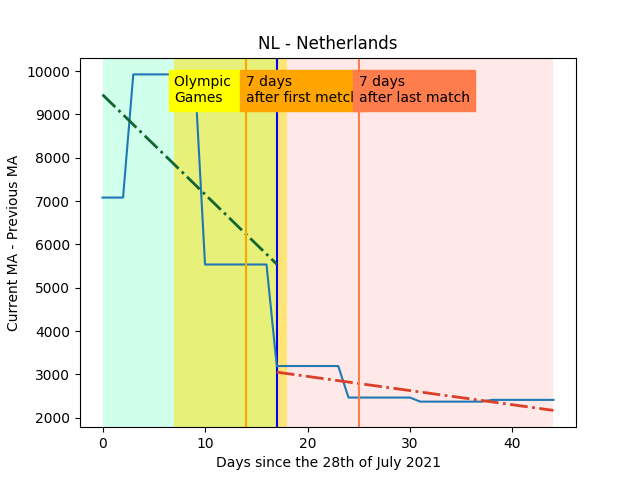 NL - Netherlands
Current MA - Previous MA
10000
9000
8000
7000
6000
5000
4000
3000
2000
Olympic
Games
7 days
after first metch
7 days
after last match
0
10
20
30
40
Days since the 28th of July 2021